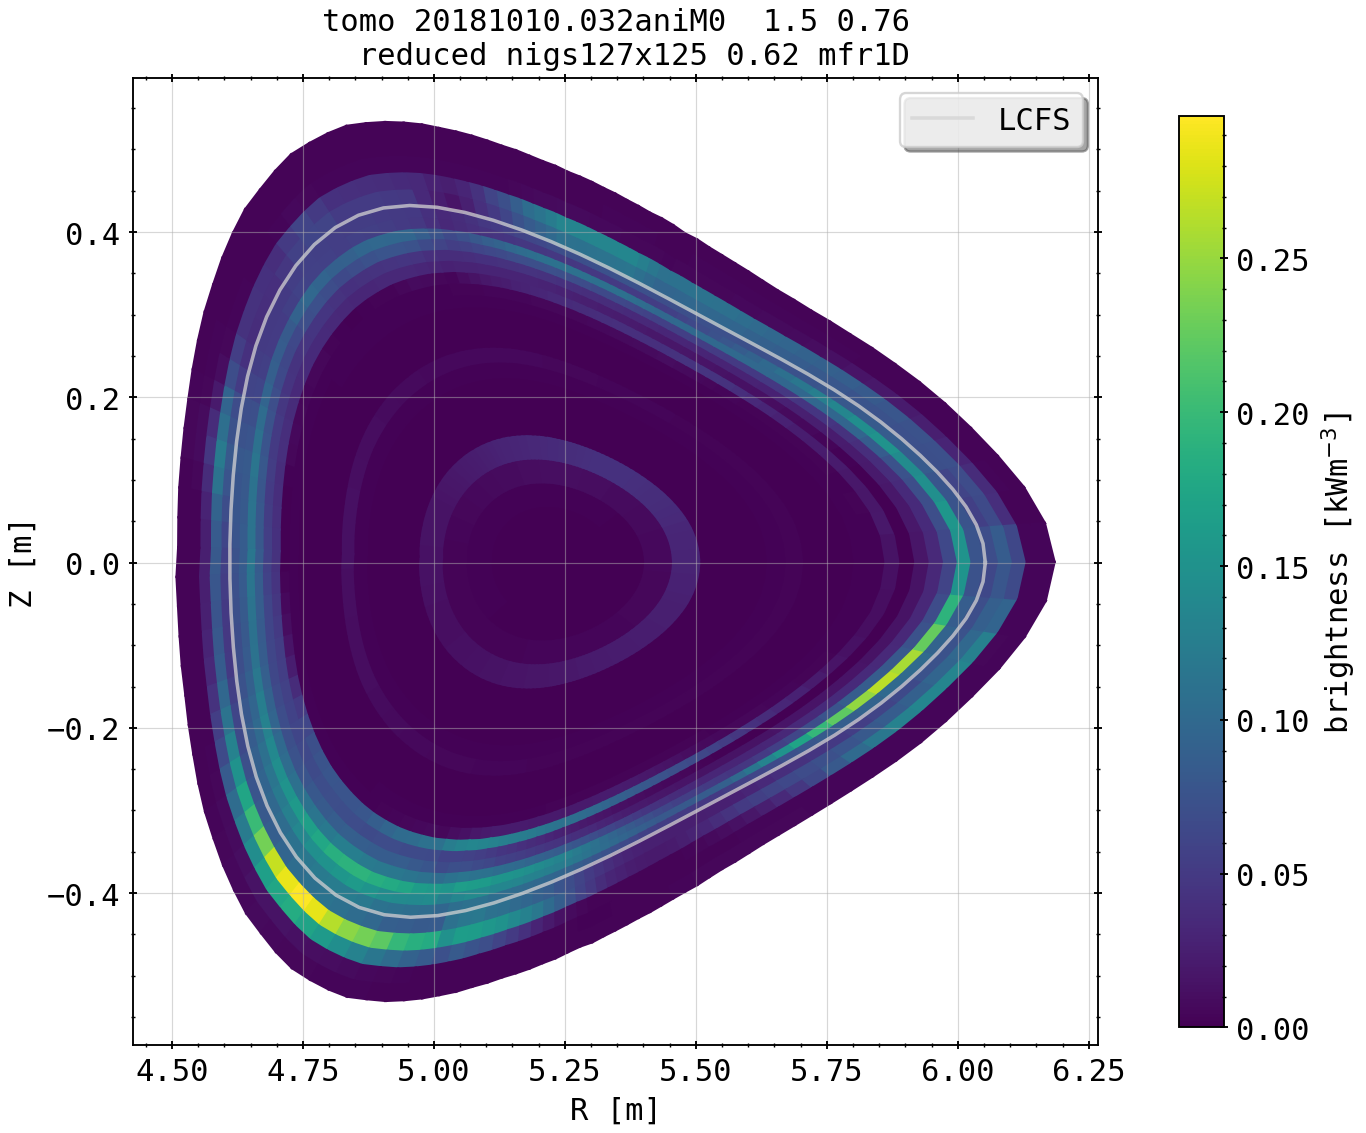 tomo 20181010.032aniM0  1.5 0.76
reduced nigs127x125 0.62 mfr1D
LCFS
0.4
0.2
0.0
−0.2
−0.4
Z [m]
4.50 4.75 5.00 5.25 5.50 5.75 6.00 6.25
R [m]
0.25
0.20
0.15
0.10
0.05
0.00
brightness [kWm⁻³]